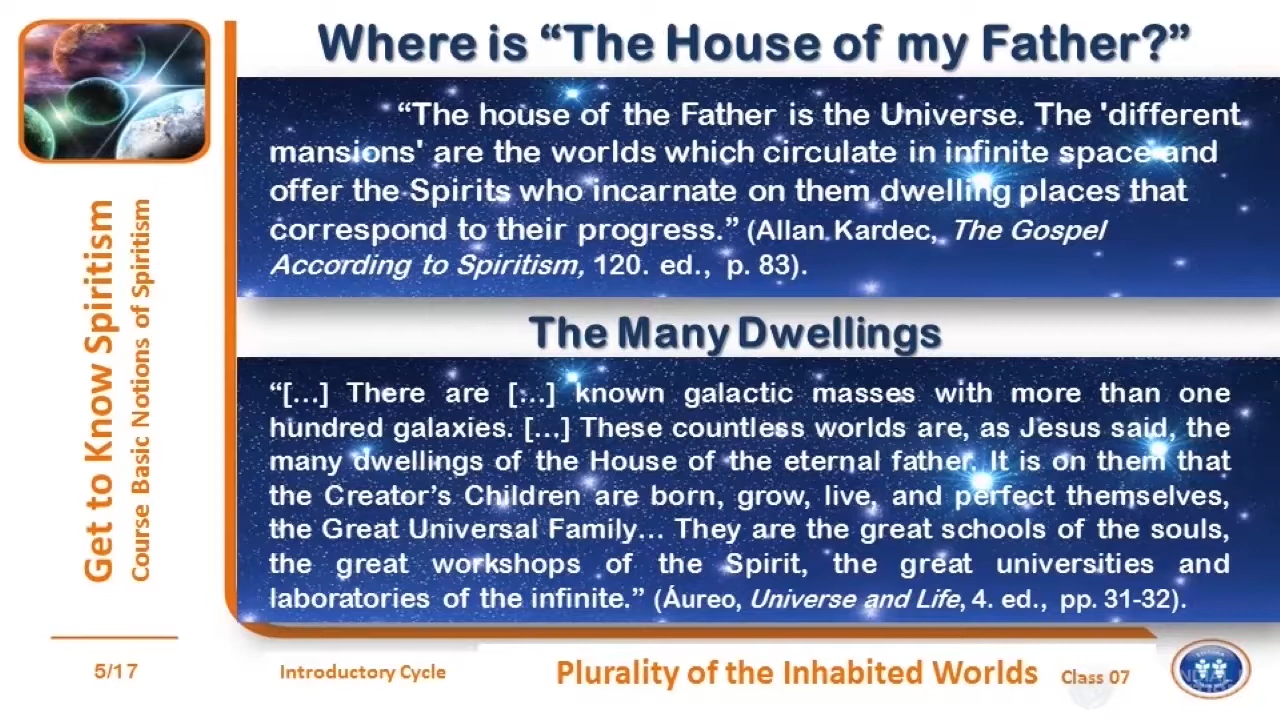 Where is “The House of my Father?”
“The house of the Father is the Universe. The 'different
mansions' are the worlds which circulate in infinite space and
offer the Spirits who incarnate on them dwelling places that
correspond to their progress.” (Allan Kardec, The Gospel
According to Spiritism, 120. ed., p. 83).
The Many Dwellings
“[...] There are [...] known galactic masses with more than one
hundred galaxies. [...] These countless worlds are, as Jesus said, the
many dwellings of the House of the eternal father. It is on them that
the Creator’s Children are born, grow, live, and perfect themselves,
the Great Universal Family... They are the great schools of the souls,
the great workshops of the Spirit, the great universities and
laboratories of the infinite.” (Áureo, Universe and Life, 4. ed., pp. 31-32).
Get to Know Spiritism
Course Basic Notions of Spiritism
5/17
Introductory Cycle
Plurality of the Inhabited Worlds
Class 07